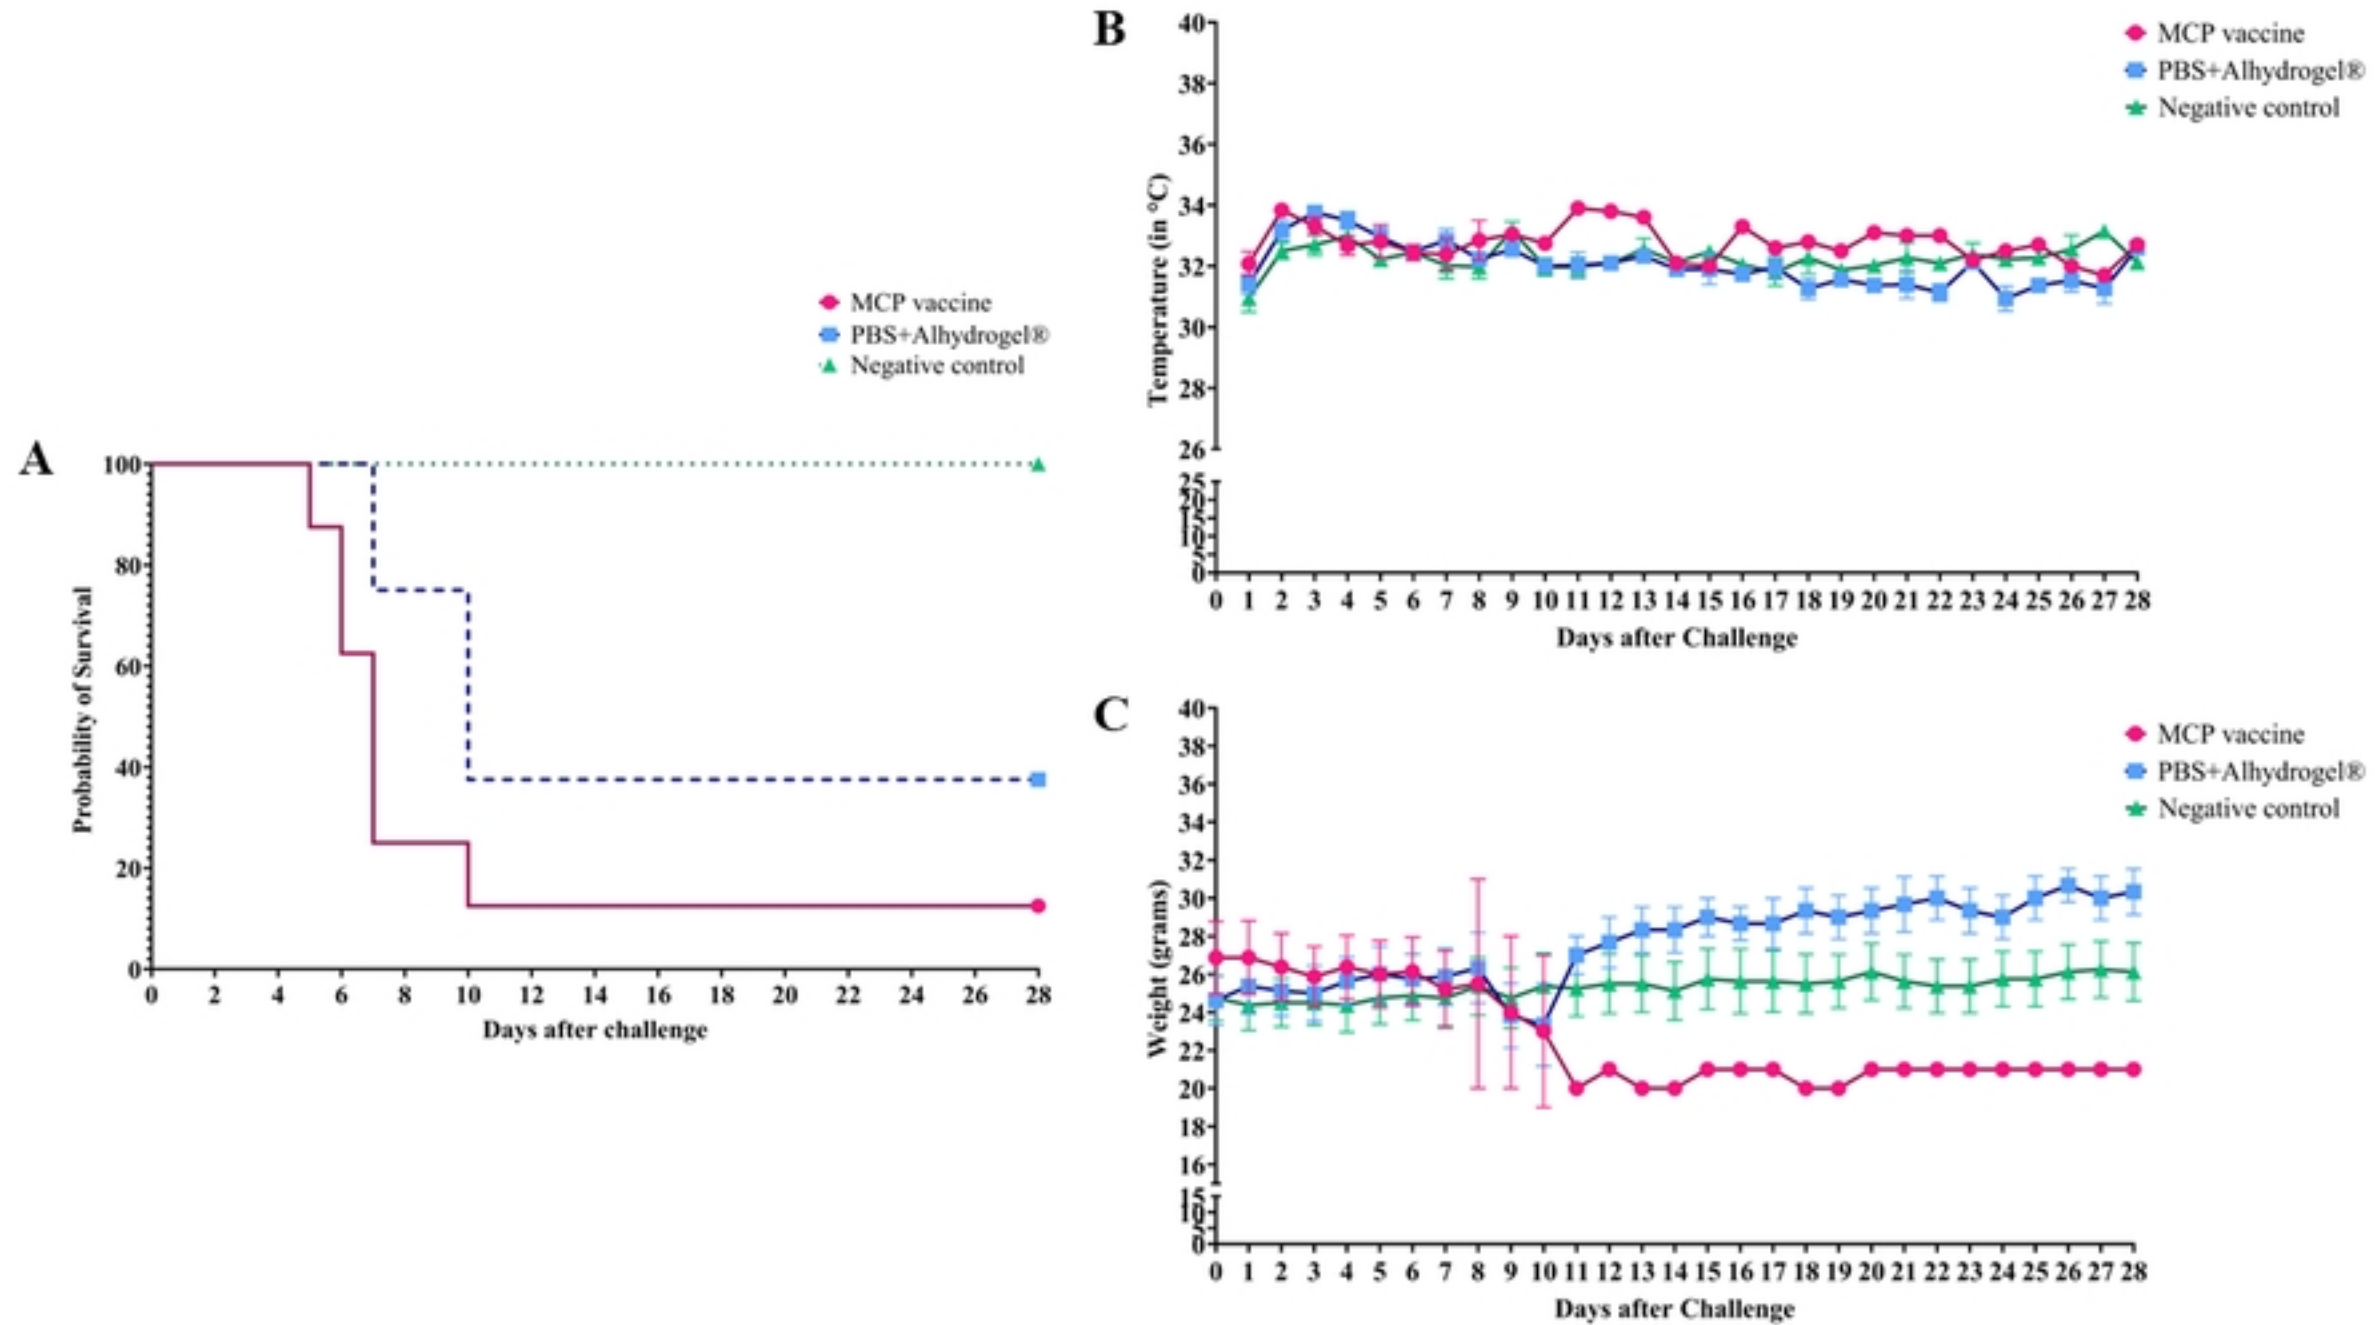 A
MCP vaccine
PBS+Alhydrogel®
Negative control
Probability of Survival
100
80
60
40
20
0
0 2 4 6 8 10 12 14 16 18 20 22 24 26 28
Days after challenge
B
MCP vaccine
PBS+Alhydrogel®
Negative control
Temperature (in °C)
40
38
36
34
32
30
28
26
25
20
15
10
5
0
0 1 2 3 4 5 6 7 8 9 10 11 12 13 14 15 16 17 18 19 20 21 22 23 24 25 26 27 28
Days after Challenge
C
MCP vaccine
PBS+Alhydrogel®
Negative control
Weight (grams)
40
38
36
34
32
30
28
26
24
22
20
18
16
15
10
5
0
0 1 2 3 4 5 6 7 8 9 10 11 12 13 14 15 16 17 18 19 20 21 22 23 24 25 26 27 28
Days after Challenge